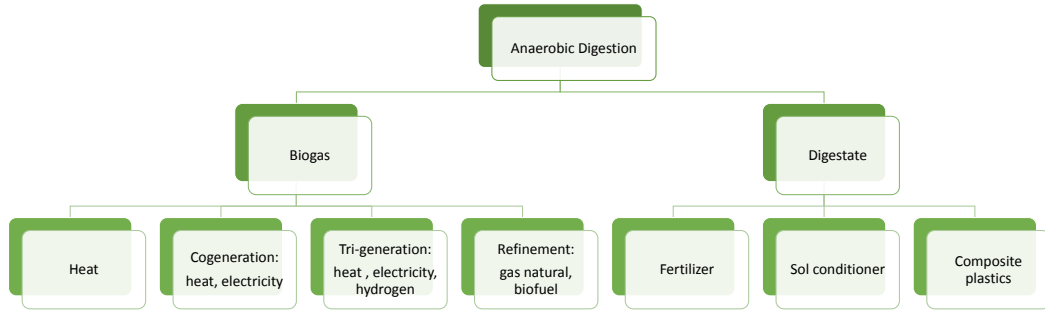 Anaerobic Digestion
Biogas
Digestate
Heat
Cogeneration:
heat, electricity
Tri-generation:
heat , electricity,
hydrogen
Refinement:
gas natural,
biofuel
Fertilizer
Sol conditioner
Composite
plastics